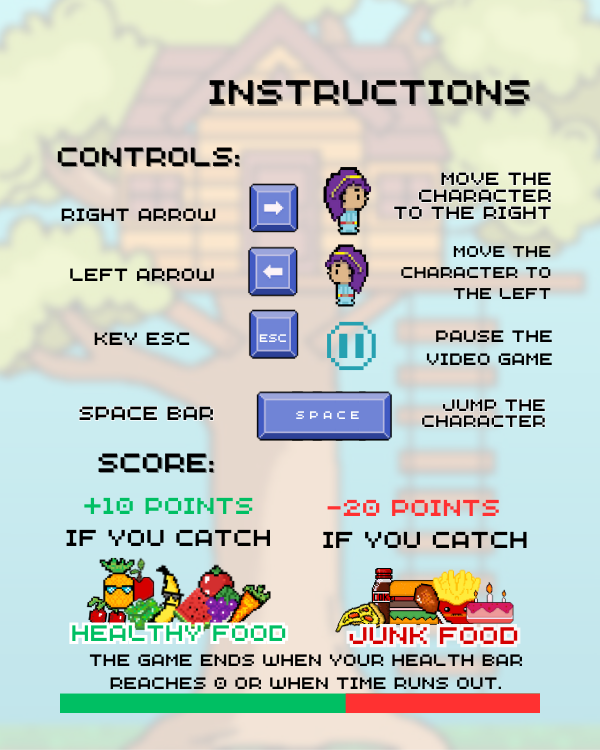 INSTRUCTIONS
CONTROLS:
RIGHT ARROW
MOVE THE
CHARACTER
TO THE RIGHT
LEFT ARROW
MOVE THE
CHARACTER TO
THE LEFT
KEY ESC
ESC
PAUSE THE
VIDEO GAME
SPACE BAR
SPACE
JUMP THE
CHARACTER
SCORE:
+10 POINTS
IF YOU CATCH
HEALTHY FOOD
-20 POINTS
IF YOU CATCH
JUNK FOOD
THE GAME ENDS WHEN YOUR HEALTH BAR
REACHES 0 OR WHEN TIME RUNS OUT.